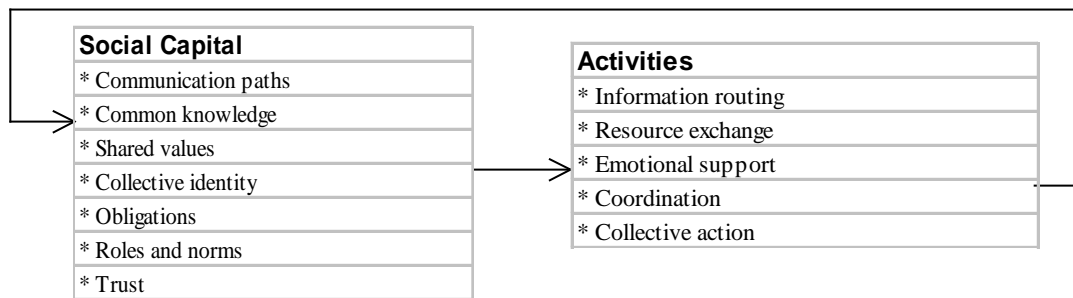 Social Capital
* Communication paths
* Common knowledge
* Shared values
* Collective identity
* Obligations
* Roles and norms
* Trust
Activities
* Information routing
* Resource exchange
* Emotional support
* Coordination
* Collective action